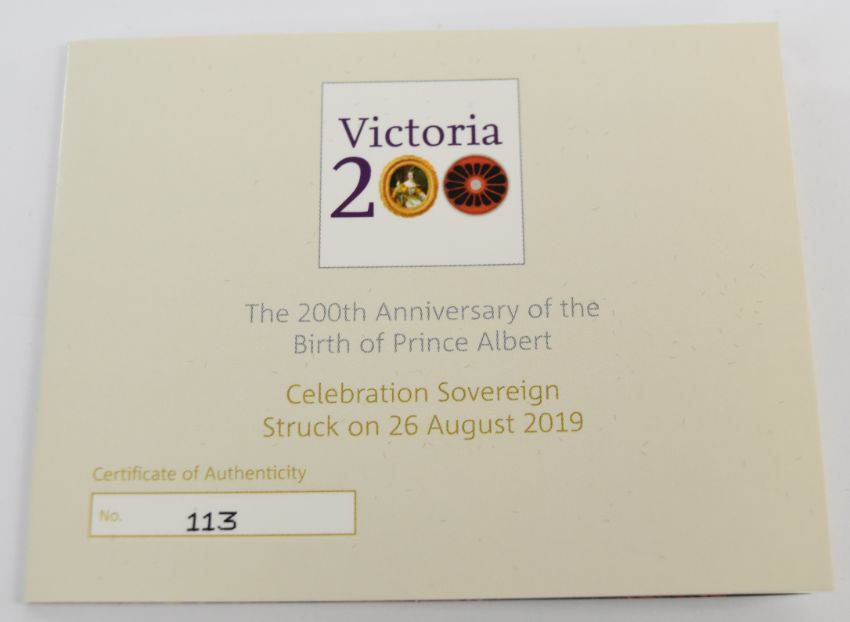 Victoria
200
The 200th Anniversary of the
Birth of Prince Albert
Celebration Sovereign
Struck on 26 August 2019
Certificate of Authenticity
No. 113